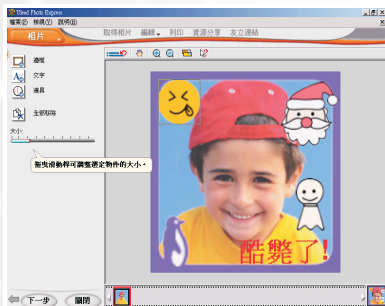 Ulead Photo Express
檔案(F) 檢視(V) 說明(H)
相片
取得相片 編輯 列印 資源分享 友立連結
邊框
文字
道具
全部移除
大小:
拖曳滑動桿可調整選定物件的大小。
酷斃了!
下一步
關閉